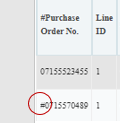 #Purchase Line
Order No. ID
07155523455 1
#0715570489 1